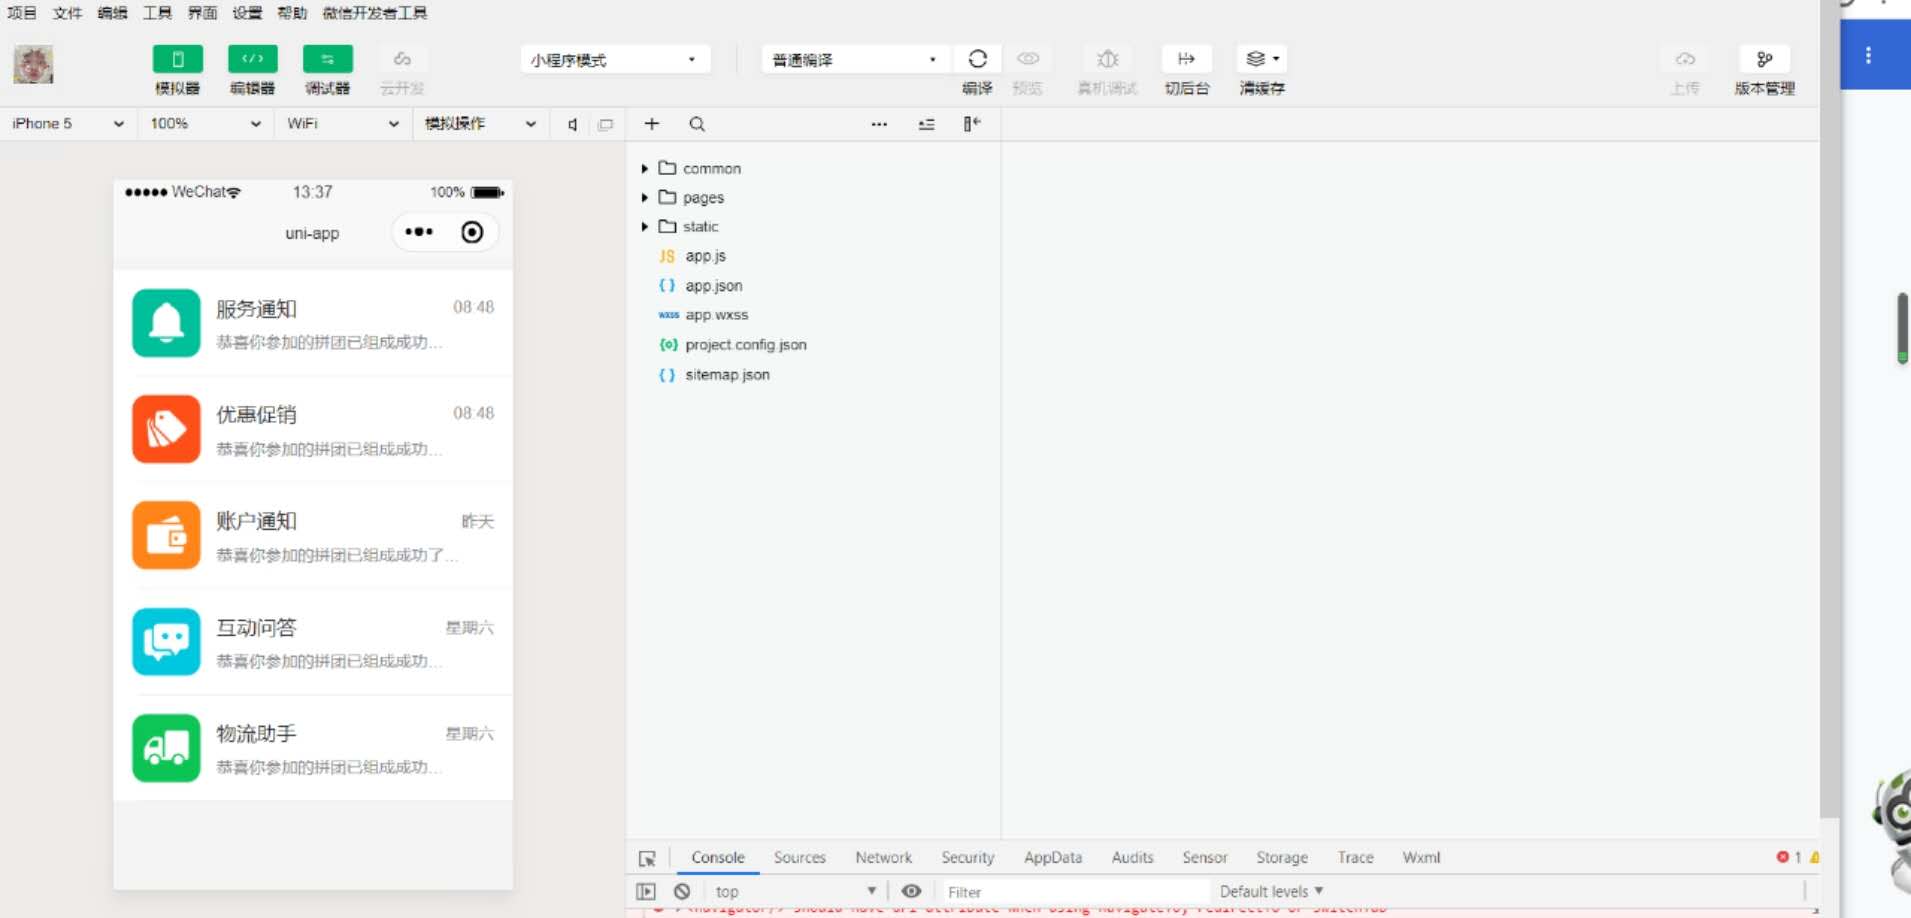 项目 文件 编辑 工具 界面 设置 帮助 微信开发者工具
模拟器 编辑器 调试器 云开发
小程序模式 普通编译
编译 预览 真机调试 切后台 清缓存 上传 版本管理
iPhone 5 100% WiFi 模拟操作
WeChat 13:37 100%
uni-app
服务通知 08:48
恭喜你参加的拼团已组成成功...
优惠促销 08:48
恭喜你参加的拼团已组成成功...
账户通知 昨天
恭喜你参加的拼团已组成成功了...
互动问答 星期六
恭喜你参加的拼团已组成成功...
物流助手 星期六
恭喜你参加的拼团已组成成功...
common
pages
static
JS app.js
{ } app.json
wxss app.wxss
{o} project.config.json
{ } sitemap.json
Console Sources Network Security AppData Audits Sensor Storage Trace Wxml 1
top Filter Default levels